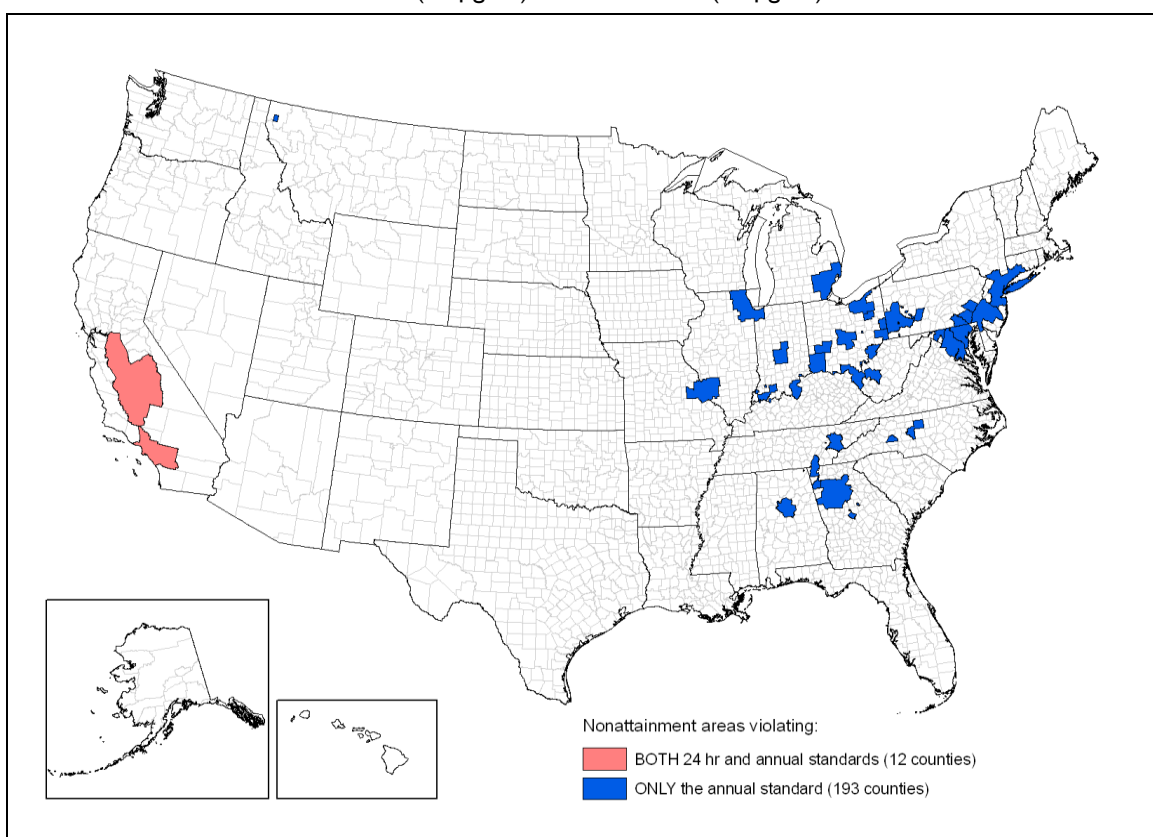 Nonattainment areas violating:
BOTH 24 hr and annual standards (12 counties)
ONLY the annual standard (193 counties)